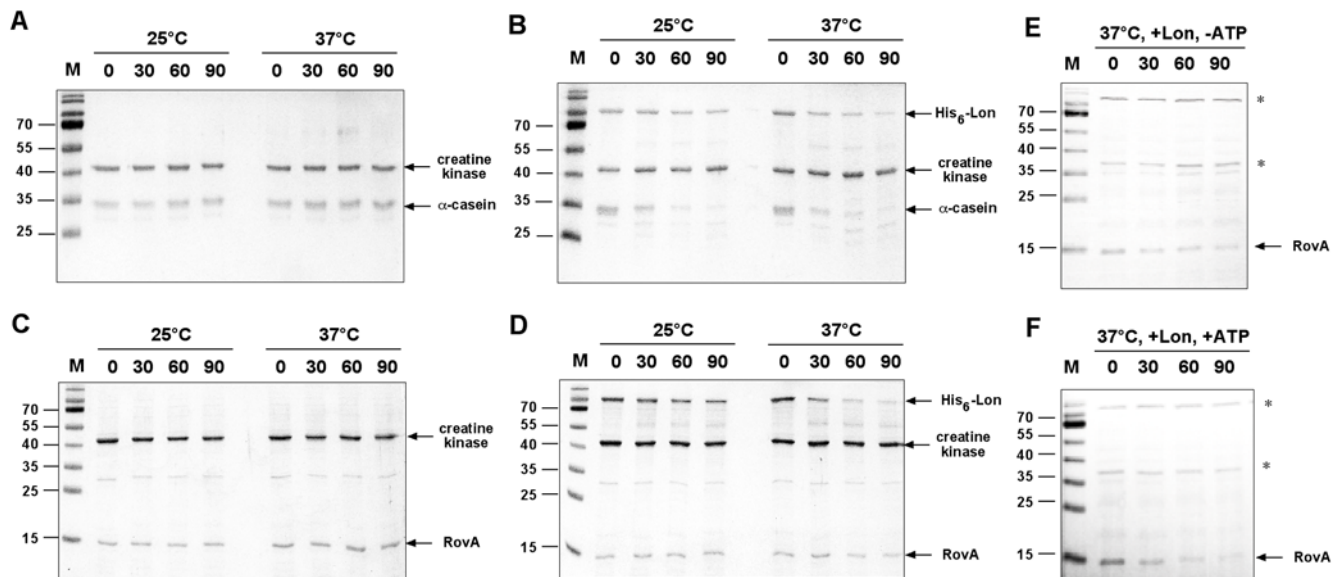 A
25°C 37°C
M 0 30 60 90 0 30 60 90
70
55
40
35
25
creatine
kinase
α-casein
B
25°C 37°C
M 0 30 60 90 0 30 60 90
70
55
40
35
25
His6-Lon
creatine
kinase
α-casein
E
37°C, +Lon, -ATP
M 0 30 60 90
70
55
40
35
25
15
*
*
RovA
C
25°C 37°C
M 0 30 60 90 0 30 60 90
70
55
40
35
25
15
creatine
kinase
RovA
D
25°C 37°C
M 0 30 60 90 0 30 60 90
70
55
40
35
25
15
His6-Lon
creatine
kinase
RovA
F
37°C, +Lon, +ATP
M 0 30 60 90
70
55
40
35
25
15
*
*
RovA